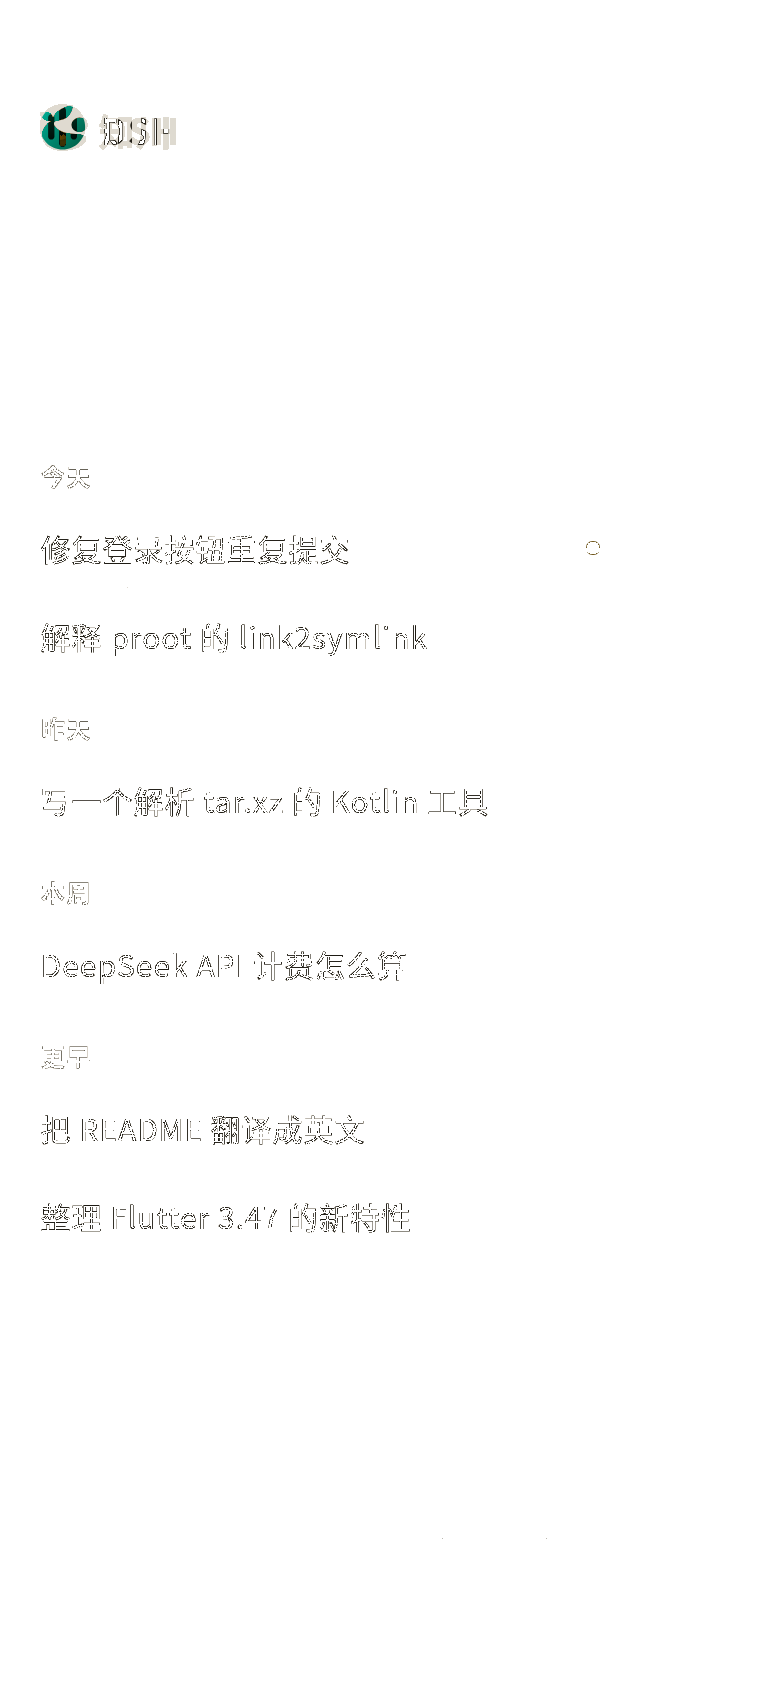 今天
修复登录按钮重复提交
解释 proot 的 link2symlink
昨天
写一个解析 tar.xz 的 Kotlin 工具
本周
DeepSeek API 计费怎么算
更早
把 README 翻译成英文
整理 Flutter 3.47 的新特性